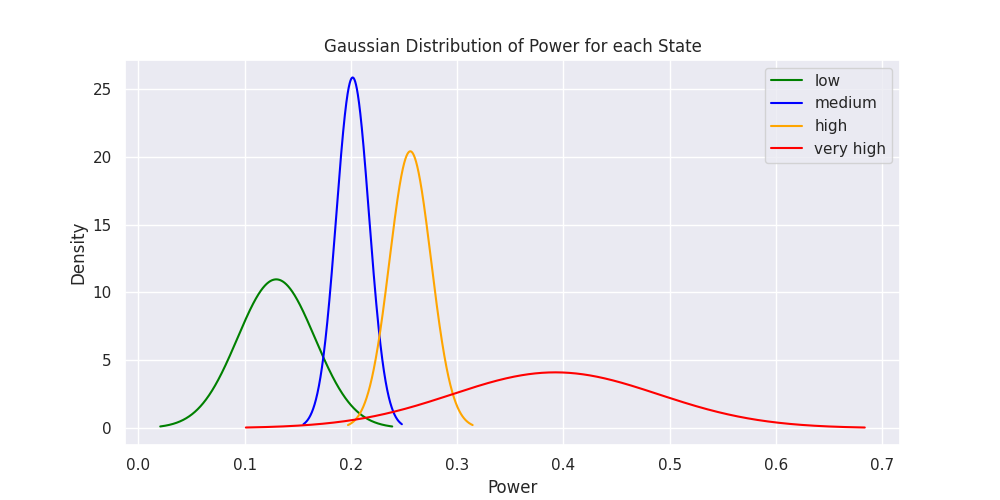 Gaussian Distribution of Power for each State
low
medium
high
very high
Density
25
20
15
10
5
0
0.0 0.1 0.2 0.3 0.4 0.5 0.6 0.7
Power